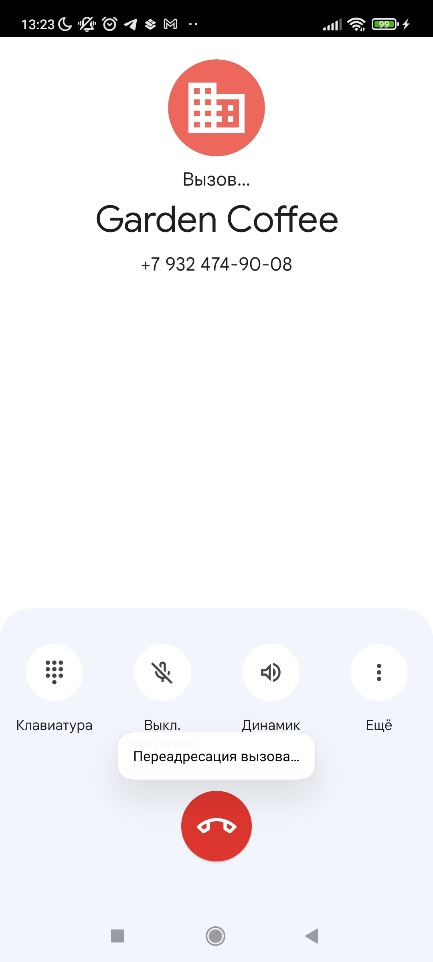 13:23
99
Вызов...
Garden Coffee
+7 932 474-90-08
Клавиатура
Выкл.
Динамик
Ещё
Переадресация вызова...